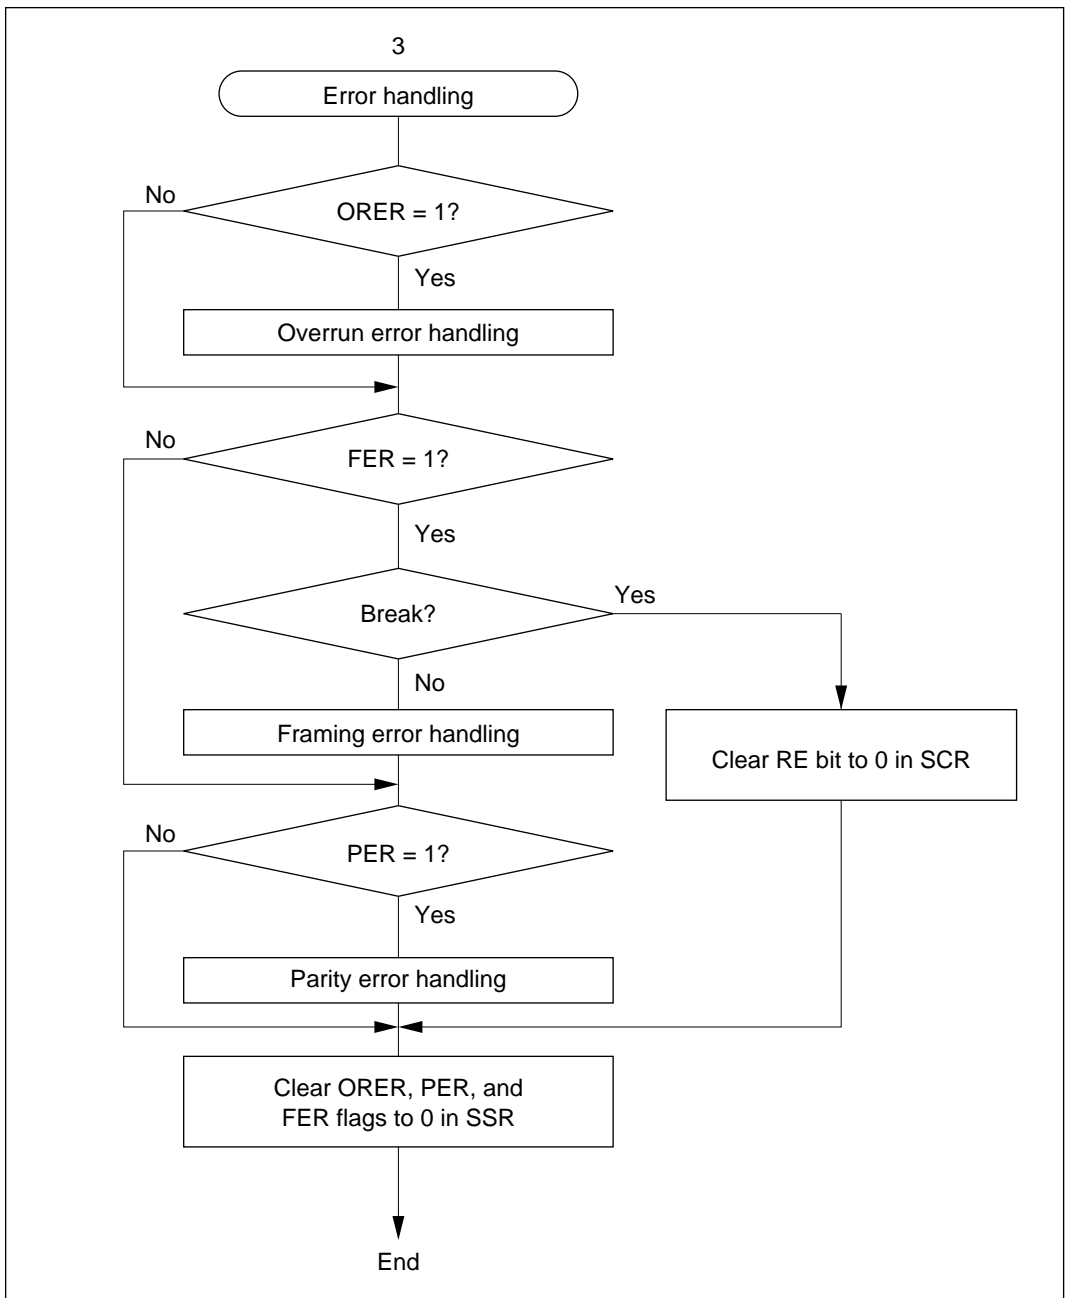 3
Error handling
No
ORER = 1?
Yes
Overrun error handling
No
FER = 1?
Yes
Break?
Yes
No
Framing error handling
Clear RE bit to 0 in SCR
No
PER = 1?
Yes
Parity error handling
Clear ORER, PER, and
FER flags to 0 in SSR
End